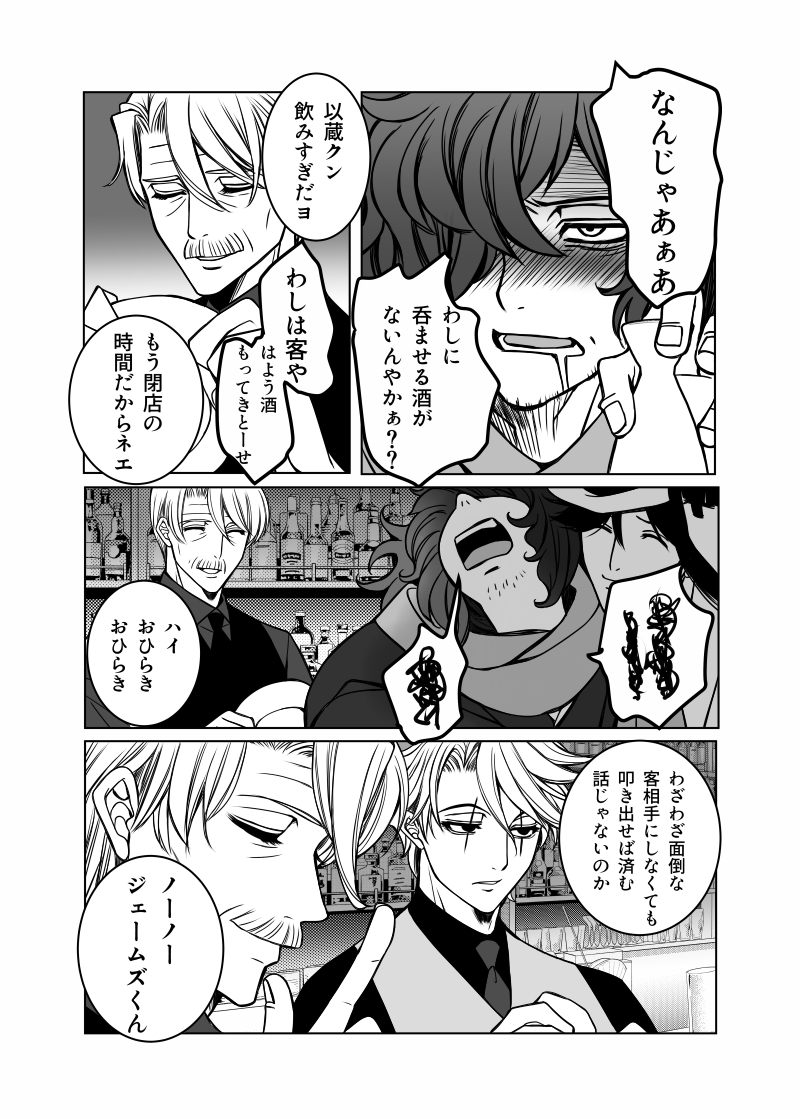 なんじゃあぁあ
わしに
呑ませる酒が
ないんやかぁ？？
以蔵クン
飲みすぎだヨ
わしは客や
はよう酒
もってきとーせ
もう閉店の
時間だからネエ
ハイ
おひらき
おひらき
わざわざ面倒な
客相手にしなくても
叩き出せば済む
話じゃないのか
ノーノー
ジェームズくん